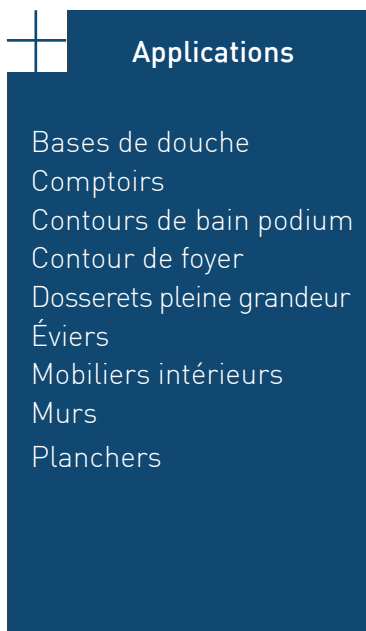 Applications
Bases de douche
Comptoirs
Contours de bain podium
Contour de foyer
Dosserets pleine grandeur
Éviers
Mobiliers intérieurs
Murs
Planchers